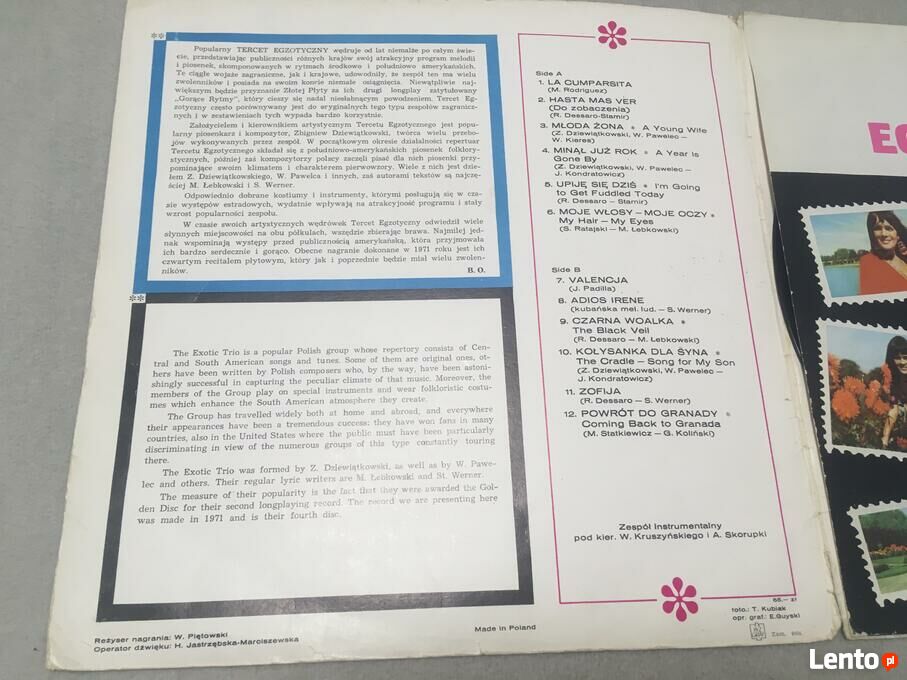 **
Popularny TERCET EGZOTYCZNY wędruje od lat niemalże po całym świe-
cie, przedstawiając publiczności różnych krajów swój atrakcyjny program melodii
i piosenek, skomponowanych w rytmach środkowo i południowo amerykańskich.
Te ciągłe wojaże zagraniczne, jak i krajowe, udowodniły, że zespół ten ma wielu
zwolenników i posiada na swoim koncie niemałe osiągnięcia. Niewątpliwie naj-
większym będzie przyznanie Złotej Płyty za ich drugi longplay zatytułowany
„Gorące Rytmy", który cieszy się nadal niesłabnącym powodzeniem. Tercet Eg-
zotyczny często porównywany jest do oryginalnych tego typu zespołów zagranicz-
nych i w zestawieniach tych wypada bardzo korzystnie.
Założycielem i kierownikiem artystycznym Tercetu Egzotycznego jest popu-
larny piosenkarz i kompozytor, Zbigniew Dziewiątkowski, twórca wielu przebo-
jów wykonywanych przez zespół. W początkowym okresie działalności repertuar
Tercetu Egzotycznego składał się z południowo-amerykańskich piosenek folklory-
stycznych, później zaś kompozytorzy polscy zaczęli pisać dla nich piosenki przy-
pominające swoim klimatem i charakterem pierwowzory. Wiele z nich jest dzie-
łem Z. Dziewiątkowskiego, W. Pawelca i innych, zaś autorami tekstów są najczę-
ściej M. Łebkowski i S. Werner.
Odpowiednio dobrane kostiumy i instrumenty, którymi posługują się w cza-
sie występów estradowych, wydatnie wpływają na atrakcyjność programu i stały
wzrost popularności zespołu.
W czasie swoich artystycznych wędrówek Tercet Egzotyczny odwiedził wiele
słynnych miejscowości na obu półkulach, wszędzie zbierając brawa. Najmilej jed-
nak wspominają występy przed publicznością amerykańską, która przyjmowała
ich bardzo serdecznie i gorąco. Obecne nagranie dokonane w 1971 roku jest ich
czwartym recitalem płytowym, który jak i poprzednie będzie miał wielu zwolen-
ników.
B. O.
**
The Exotic Trio is a popular Polish group whose repertory consists of Cen-
tral and South American songs and tunes. Some of them are original ones, ot-
hers have been written by Polish composers who, by the way, have been astoni-
shingly successful in capturing the peculiar climate of that music. Moreover, the
members of the Group play on special instruments and wear folkloristic costu-
mes which enhance the South American atmosphere they create.
The Group has travelled widely both at home and abroad, and everywhere
their appearances have been a tremendous success: they have won fans in many
countries, also in the United States where the public must have been particularly
discriminating in view of the numerous groups of this type constantly touring
there.
The Exotic Trio was formed by Z. Dziewiątkowski, as well as by W. Pawe-
lec and others. Their regular lyric writers are M. Łebkowski and St. Werner.
The measure of their popularity is the fact that they were awarded the Gol-
den Disc for their second longplaying record. The record we are presenting here
was made in 1971 and is their fourth disc.
Reżyser nagrania: W. Piętowski
Operator dźwięku: H. Jastrzębska-Marciszewska
Made in Poland
Side A
1. LA CUMPARSITA
(M. Rodriguez)
2. HASTA MAS VER
(Do zobaczenia)
(R. Dessaro-Stamir)
3. MŁODA ŻONA * A Young Wife
(Z. Dziewiątkowski, W. Pawelec –
W. Kieres)
4. MINĄŁ JUŻ ROK * A Year Is
Gone By
(Z. Dziewiątkowski, W. Pawelec –
J. Kondratowicz)
5. UPIJĘ SIĘ DZIŚ * I'm Going
to Get Fuddled Today
(R. Dessaro – Stamir)
6. MOJE WŁOSY – MOJE OCZY *
My Hair – My Eyes
(S. Ratajski – M. Łebkowski)
Side B
7. VALENCJA
(J. Padilla)
8. ADIOS IRENE
(kubańska mel. lud. – S. Werner)
9. CZARNA WOALKA *
The Black Veil
(R. Dessaro – M. Łebkowski)
10. KOŁYSANKA DLA SYNA *
The Cradle – Song for My Son
(Z. Dziewiątkowski, W. Pawelec –
J. Kondratowicz)
11. ZOFIJA
(R. Dessaro – S. Werner)
12. POWRÓT DO GRANADY *
Coming Back to Granada
(M. Statkiewicz – G. Koliński)
Zespół Instrumentalny
pod kier. W. Kruszyńskiego i A. Skorupki
65.– zł
foto.: T. Kubiak
opr. graf.: E. Guyski
EG
Lento.pl